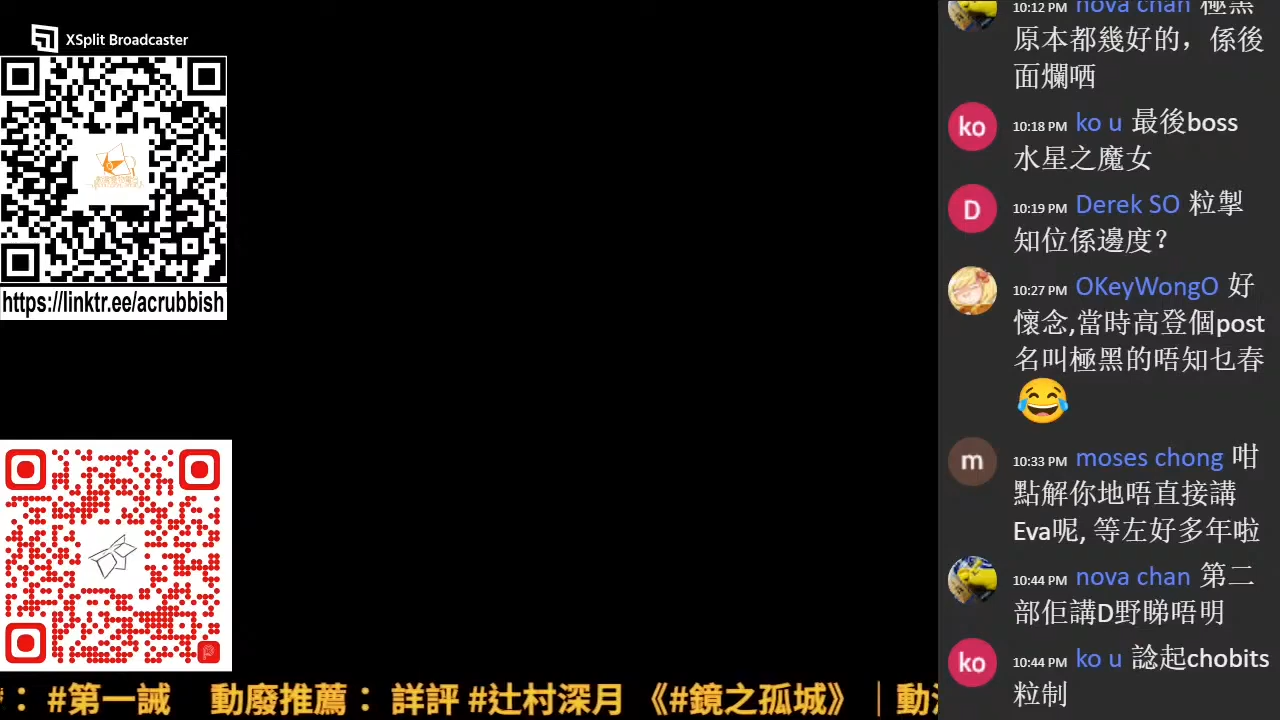 XSplit Broadcaster
https://linktr.ee/acrubbish
10:12 PM nova chan 極黑
原本都幾好的，係後
面爛晒
ko
10:18 PM ko u 最後boss
水星之魔女
D
10:19 PM Derek SO 粒掣
知位係邊度？
10:27 PM OKeyWongO 好
懷念,當時高登個post
名叫極黑的唔知乜春
😂
m
10:33 PM moses chong 咁
點解你地唔直接講
Eva呢, 等左好多年啦
10:44 PM nova chan 第二
部佢講D野睇唔明
ko
10:44 PM ko u 諗起chobits
粒制
： #第一誡 動廢推薦： 詳評 #辻村深月 《#鏡之孤城》｜動